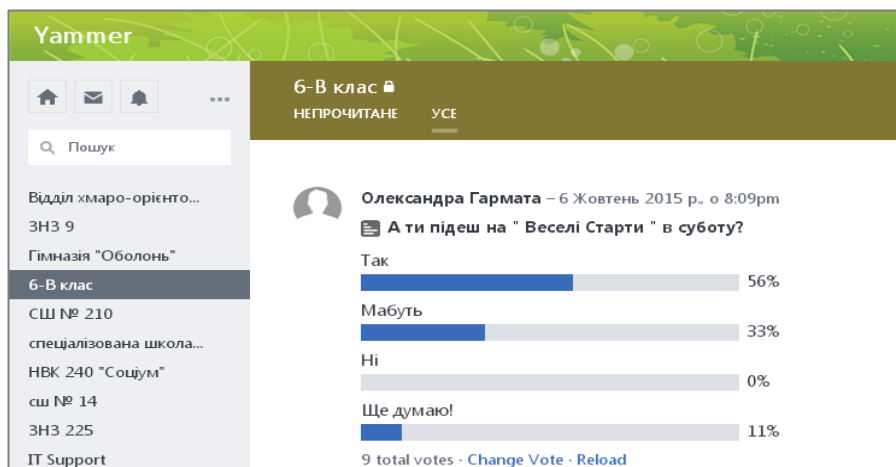 Yammer
Пошук
Відділ хмаро-орієнто...
ЗНЗ 9
Гімназія "Оболонь"
6-В клас
СШ № 210
спеціалізована школа...
НВК 240 "Соціум"
сш № 14
ЗНЗ 225
IT Support
6-В клас
НЕПРОЧИТАНЕ УСЕ
Олександра Гармата – 6 Жовтень 2015 р., о 8:09pm
А ти підеш на " Веселі Старти " в суботу?
Так
56%
Мабуть
33%
Ні
0%
Ще думаю!
11%
9 total votes · Change Vote · Reload